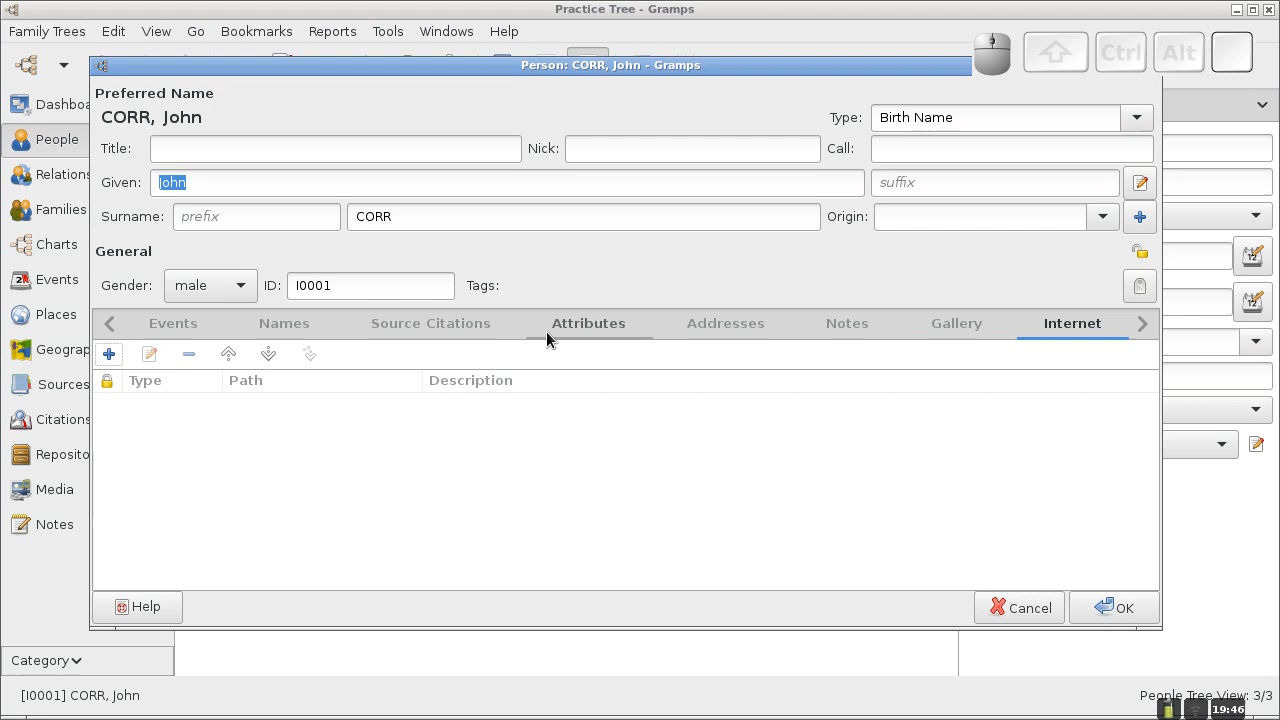 Practice Tree - Gramps
Family Trees Edit View Go Bookmarks Reports Tools Windows Help
Ctrl Alt
Person: CORR, John - Gramps
Preferred Name
CORR, John
Type: Birth Name
Title: Nick: Call:
Given: John suffix
Surname: prefix CORR Origin:
General
Gender: male ID: I0001 Tags:
Events Names Source Citations Attributes Addresses Notes Gallery Internet
Type Path Description
Help Cancel OK
People
Families
Charts
Events
Places
Sources
Citations
Media
Notes
12
12
Category
[I0001] CORR, John
People Tree View: 3/3
19:46